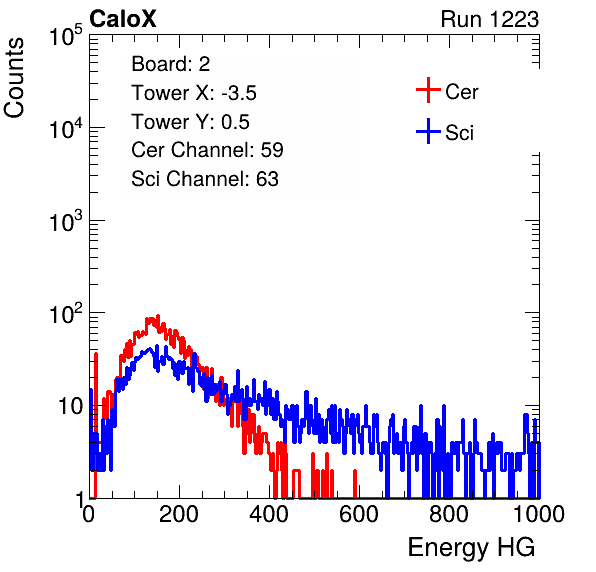 CaloX Run 1223
Counts
Board: 2
Tower X: -3.5
Tower Y: 0.5
Cer Channel: 59
Sci Channel: 63
Cer
Sci
10^5
10^4
10^3
10^2
10
1
0 200 400 600 800 1000
Energy HG